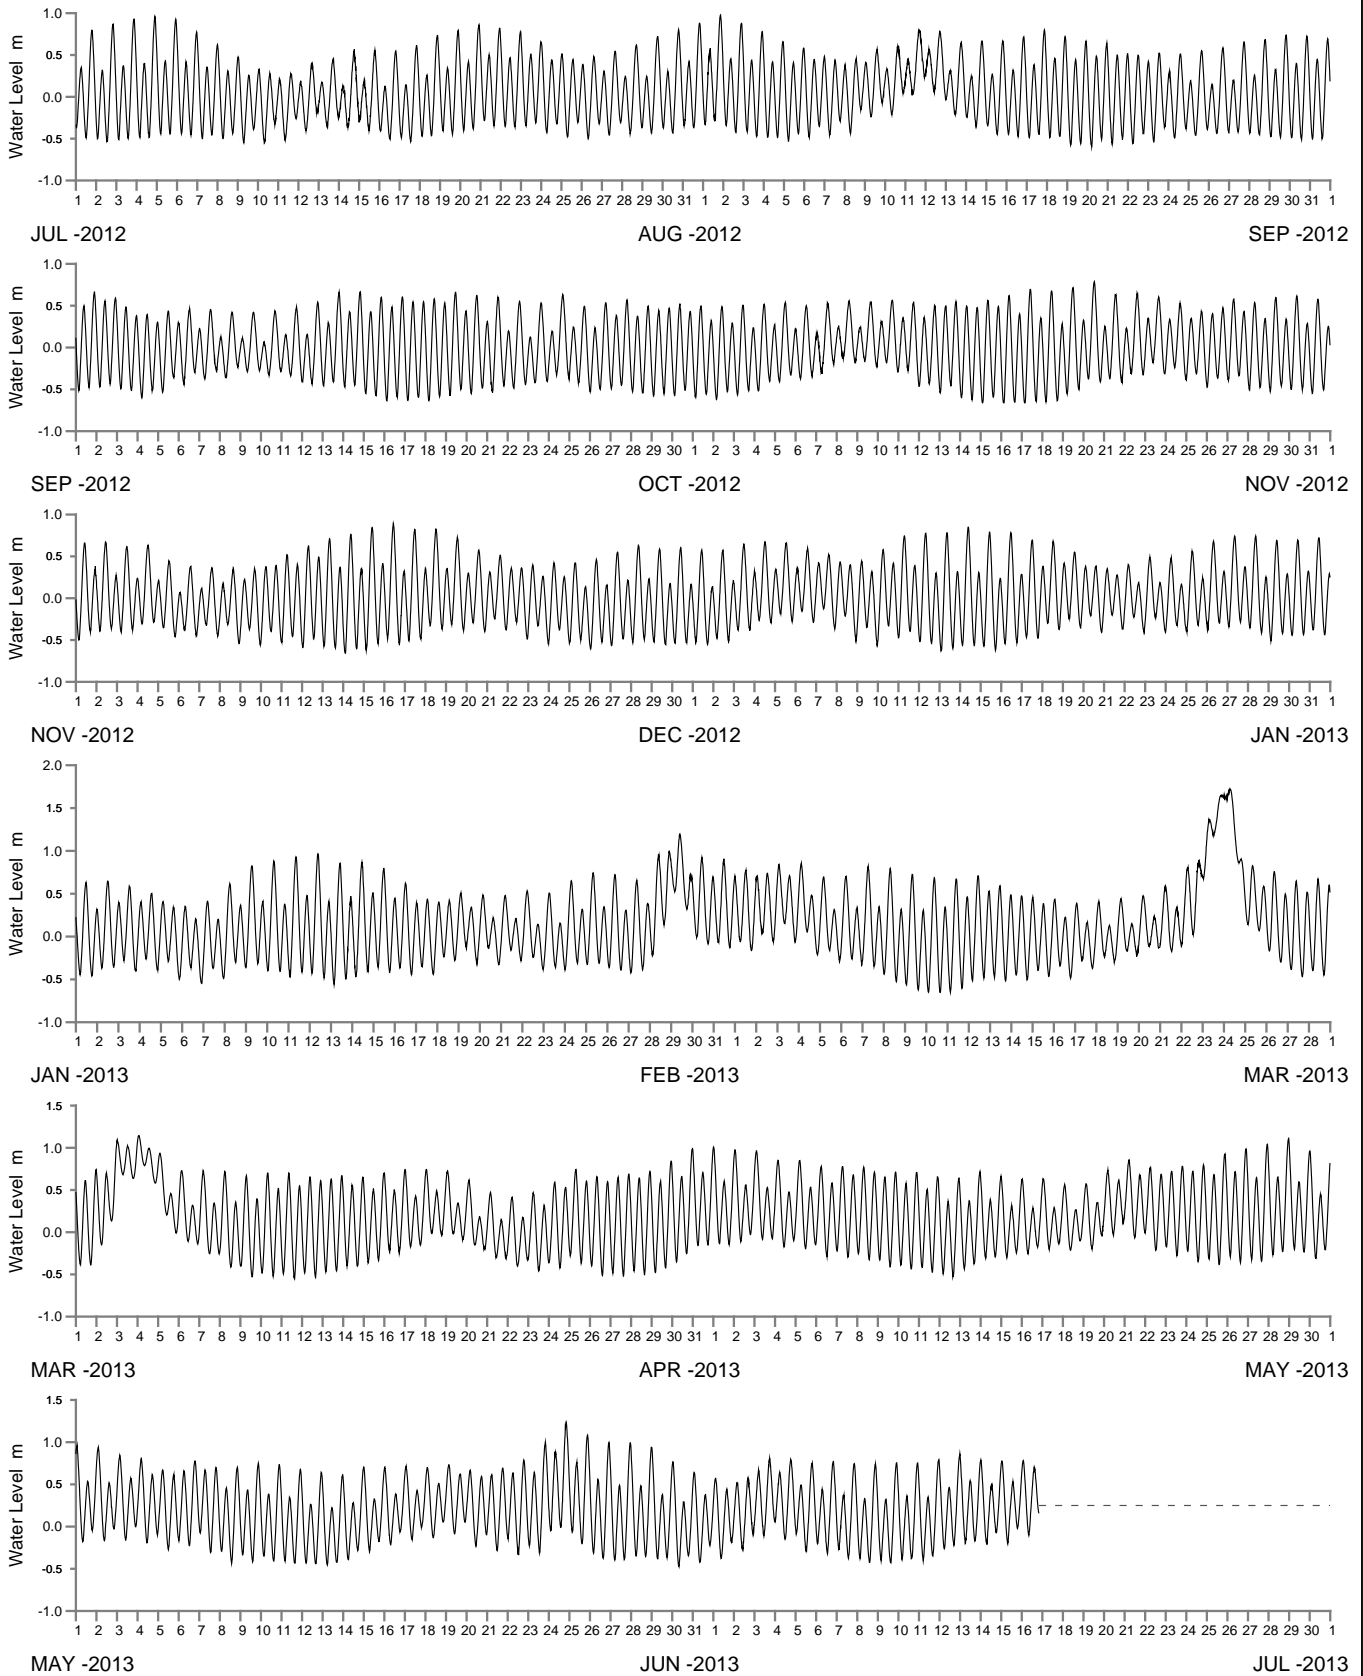 Water Level m
1.0
0.5
0.0
-0.5
-1.0
1 2 3 4 5 6 7 8 9 10 11 12 13 14 15 16 17 18 19 20 21 22 23 24 25 26 27 28 29 30 31 1 2 3 4 5 6 7 8 9 10 11 12 13 14 15 16 17 18 19 20 21 22 23 24 25 26 27 28 29 30 31 1
JUL -2012 AUG -2012 SEP -2012
Water Level m
1.0
0.5
0.0
-0.5
-1.0
1 2 3 4 5 6 7 8 9 10 11 12 13 14 15 16 17 18 19 20 21 22 23 24 25 26 27 28 29 30 1 2 3 4 5 6 7 8 9 10 11 12 13 14 15 16 17 18 19 20 21 22 23 24 25 26 27 28 29 30 31 1
SEP -2012 OCT -2012 NOV -2012
Water Level m
1.0
0.5
0.0
-0.5
-1.0
1 2 3 4 5 6 7 8 9 10 11 12 13 14 15 16 17 18 19 20 21 22 23 24 25 26 27 28 29 30 1 2 3 4 5 6 7 8 9 10 11 12 13 14 15 16 17 18 19 20 21 22 23 24 25 26 27 28 29 30 31 1
NOV -2012 DEC -2012 JAN -2013
Water Level m
2.0
1.5
1.0
0.5
0.0
-0.5
-1.0
1 2 3 4 5 6 7 8 9 10 11 12 13 14 15 16 17 18 19 20 21 22 23 24 25 26 27 28 29 30 31 1 2 3 4 5 6 7 8 9 10 11 12 13 14 15 16 17 18 19 20 21 22 23 24 25 26 27 28 1
JAN -2013 FEB -2013 MAR -2013
Water Level m
1.5
1.0
0.5
0.0
-0.5
-1.0
1 2 3 4 5 6 7 8 9 10 11 12 13 14 15 16 17 18 19 20 21 22 23 24 25 26 27 28 29 30 31 1 2 3 4 5 6 7 8 9 10 11 12 13 14 15 16 17 18 19 20 21 22 23 24 25 26 27 28 29 30 1
MAR -2013 APR -2013 MAY -2013
Water Level m
1.5
1.0
0.5
0.0
-0.5
-1.0
1 2 3 4 5 6 7 8 9 10 11 12 13 14 15 16 17 18 19 20 21 22 23 24 25 26 27 28 29 30 31 1 2 3 4 5 6 7 8 9 10 11 12 13 14 15 16 17 18 19 20 21 22 23 24 25 26 27 28 29 30 1
MAY -2013 JUN -2013 JUL -2013